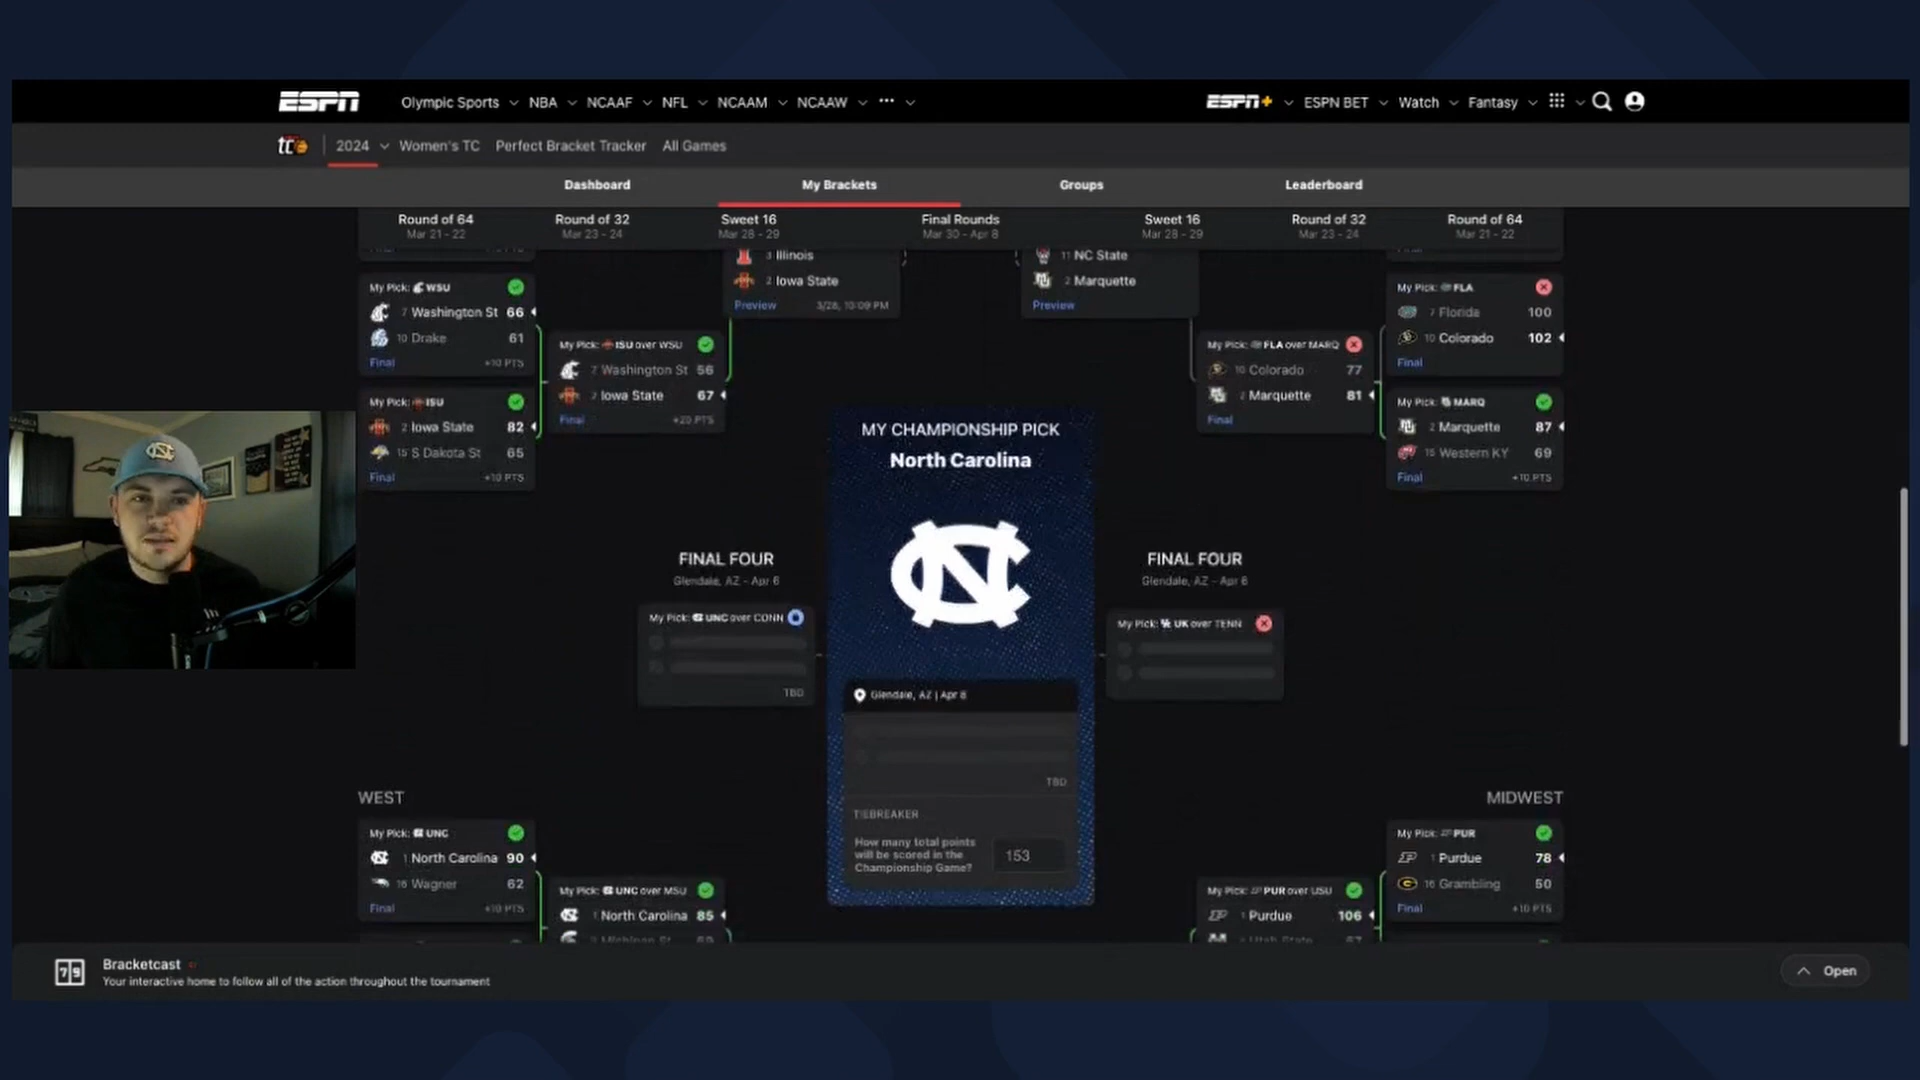 ESPN Olympic Sports NBA NCAAF NFL NCAAM NCAAW ••• ESPN+ ESPN BET Watch Fantasy
tc 2024 Women's TC Perfect Bracket Tracker All Games
Dashboard My Brackets Groups Leaderboard
Round of 64 Round of 32 Sweet 16 Final Rounds Sweet 16 Round of 32 Round of 64
Mar 21 - 22 Mar 23 - 24 Mar 28 - 29 Mar 30 - Apr 8 Mar 28 - 29 Mar 23 - 24 Mar 21 - 22
3 Illinois
2 Iowa State
Preview 3/28, 10:09 PM
11 NC State
2 Marquette
Preview
My Pick: WSU
7 Washington St 66
10 Drake 61
Final +10 PTS
My Pick: ISU over WSU
7 Washington St 56
2 Iowa State 67
Final +20 PTS
My Pick: ISU
2 Iowa State 82
15 S Dakota St 65
Final +10 PTS
My Pick: FLA over MARQ
10 Colorado 77
2 Marquette 81
Final
My Pick: FLA
7 Florida 100
10 Colorado 102
Final
My Pick: MARQ
2 Marquette 87
15 Western KY 69
Final +10 PTS
MY CHAMPIONSHIP PICK
North Carolina
NC
FINAL FOUR
Glendale, AZ - Apr 6
My Pick: UNC over CONN
TBD
FINAL FOUR
Glendale, AZ - Apr 6
My Pick: UK over TENN
Glendale, AZ | Apr 8
TBD
TIEBREAKER
How many total points
will be scored in the
Championship Game?
153
WEST
My Pick: UNC
1 North Carolina 90
16 Wagner 62
Final +10 PTS
My Pick: UNC over MSU
1 North Carolina 85
Michigan St 69
MIDWEST
My Pick: PUR
1 Purdue 78
16 Grambling 50
Final +10 PTS
My Pick: PUR over USU
1 Purdue 106
Utah State 67
79 Bracketcast
Your interactive home to follow all of the action throughout the tournament
Open